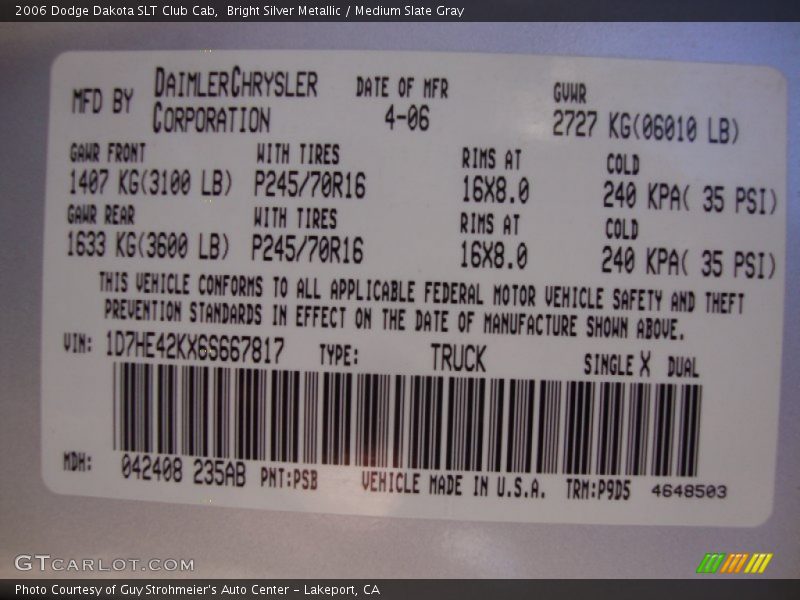 2006 Dodge Dakota SLT Club Cab,  Bright Silver Metallic / Medium Slate Gray
MFD BY DAIMLERCHRYSLER CORPORATION DATE OF MFR 4-06 GVWR 2727 KG(06010 LB)
GAWR FRONT WITH TIRES RIMS AT COLD
1407 KG(3100 LB) P245/70R16 16X8.0 240 KPA( 35 PSI)
GAWR REAR WITH TIRES RIMS AT COLD
1633 KG(3600 LB) P245/70R16 16X8.0 240 KPA( 35 PSI)
THIS VEHICLE CONFORMS TO ALL APPLICABLE FEDERAL MOTOR VEHICLE SAFETY AND THEFT
PREVENTION STANDARDS IN EFFECT ON THE DATE OF MANUFACTURE SHOWN ABOVE.
VIN: 1D7HE42KX6S667817 TYPE: TRUCK SINGLE X DUAL
MDH: 042408 235AB PNT:PSB VEHICLE MADE IN U.S.A. TRM:P9D5 4648503
GTCARLOT.COM
Photo Courtesy of Guy Strohmeier's Auto Center - Lakeport, CA